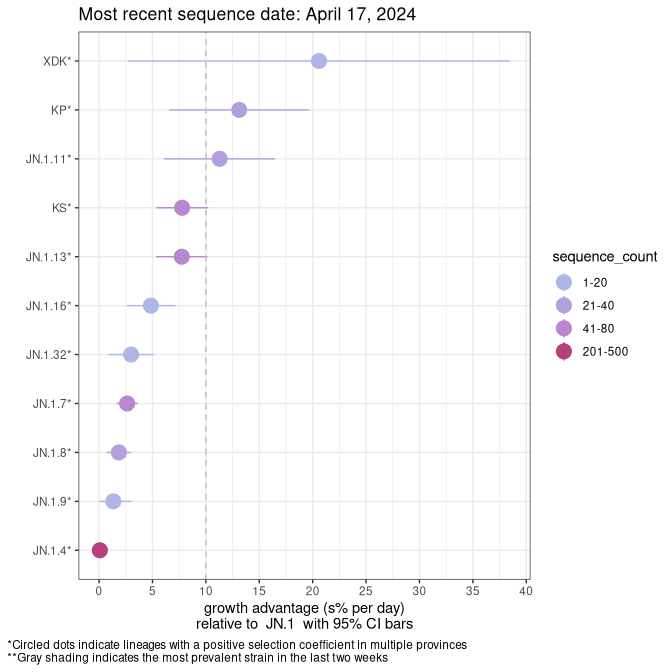 Most recent sequence date: April 17, 2024
XDK*
KP*
JN.1.11*
KS*
JN.1.13*
JN.1.16*
JN.1.32*
JN.1.7*
JN.1.8*
JN.1.9*
JN.1.4*
0 5 10 15 20 25 30 35 40
growth advantage (s% per day)
relative to JN.1 with 95% CI bars
sequence_count
1-20
21-40
41-80
201-500
*Circled dots indicate lineages with a positive selection coefficient in multiple provinces
**Gray shading indicates the most prevalent strain in the last two weeks